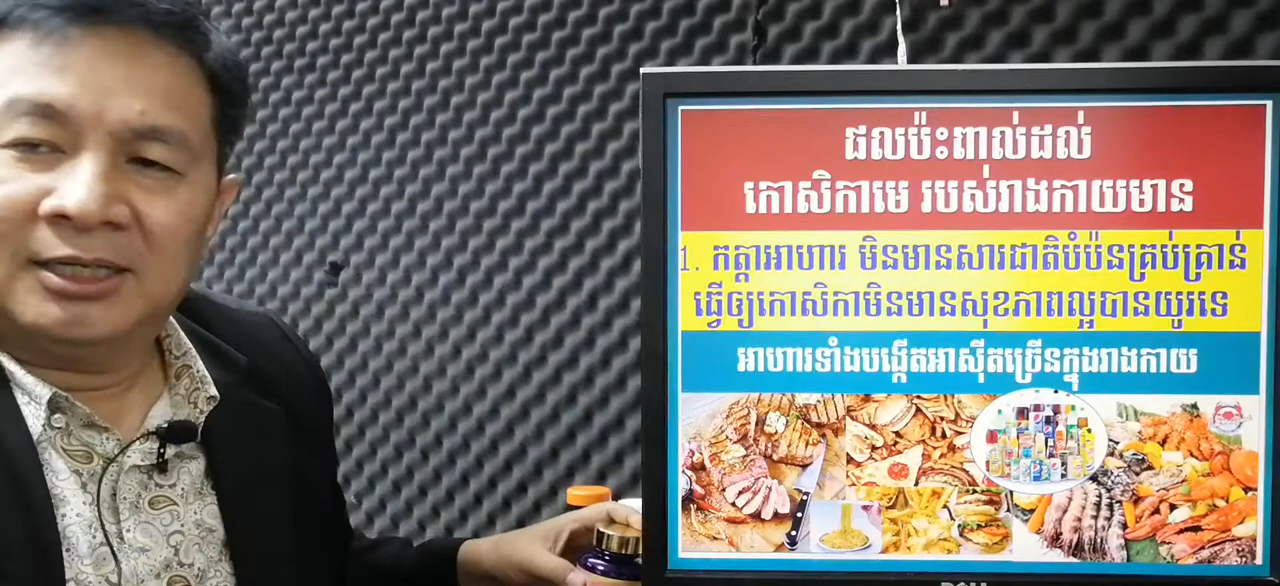 ផលប៉ះពាល់ដល់
កោសិកាមេ របស់រាងកាយមាន
1. កត្តាអាហារ មិនមានសារជាតិបំប៉នគ្រប់គ្រាន់
ធ្វើឲ្យកោសិកាមិនមានសុខភាពល្អបានយូរទេ
អាហារទាំងបង្កើតអាស៊ីតច្រើនក្នុងរាងកាយ